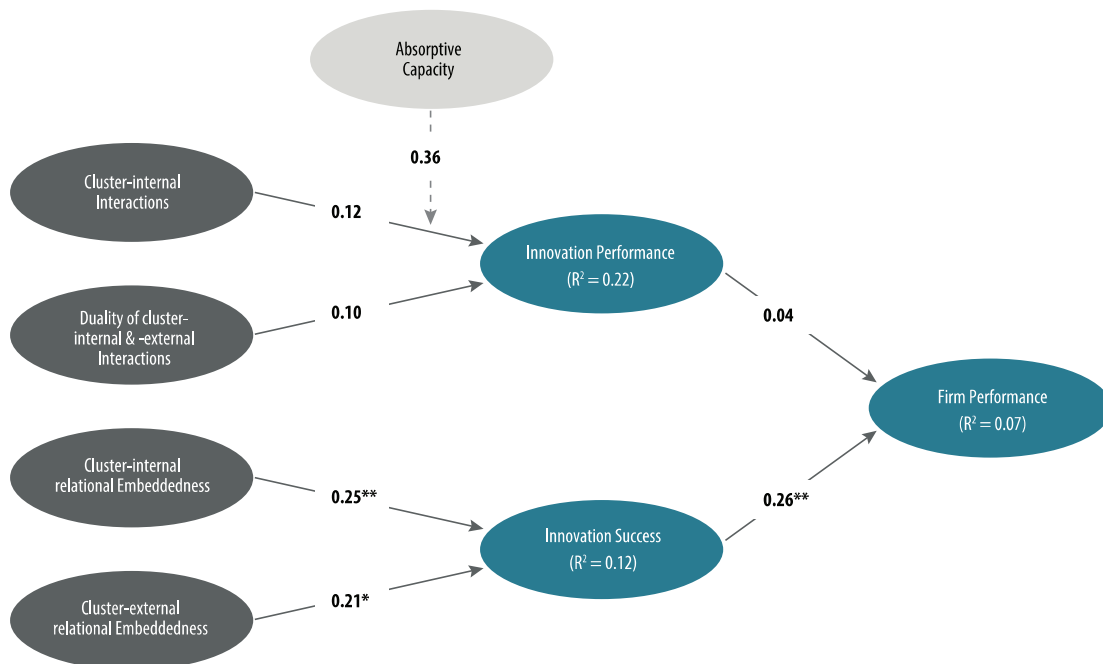 Absorptive
Capacity
0.36
Cluster-internal
Interactions
0.12
Innovation Performance
(R² = 0.22)
Duality of cluster-
internal & -external
Interactions
0.10
0.04
Firm Performance
(R² = 0.07)
Cluster-internal
relational Embeddedness
0.25**
0.26**
Innovation Success
(R² = 0.12)
Cluster-external
relational Embeddedness
0.21*